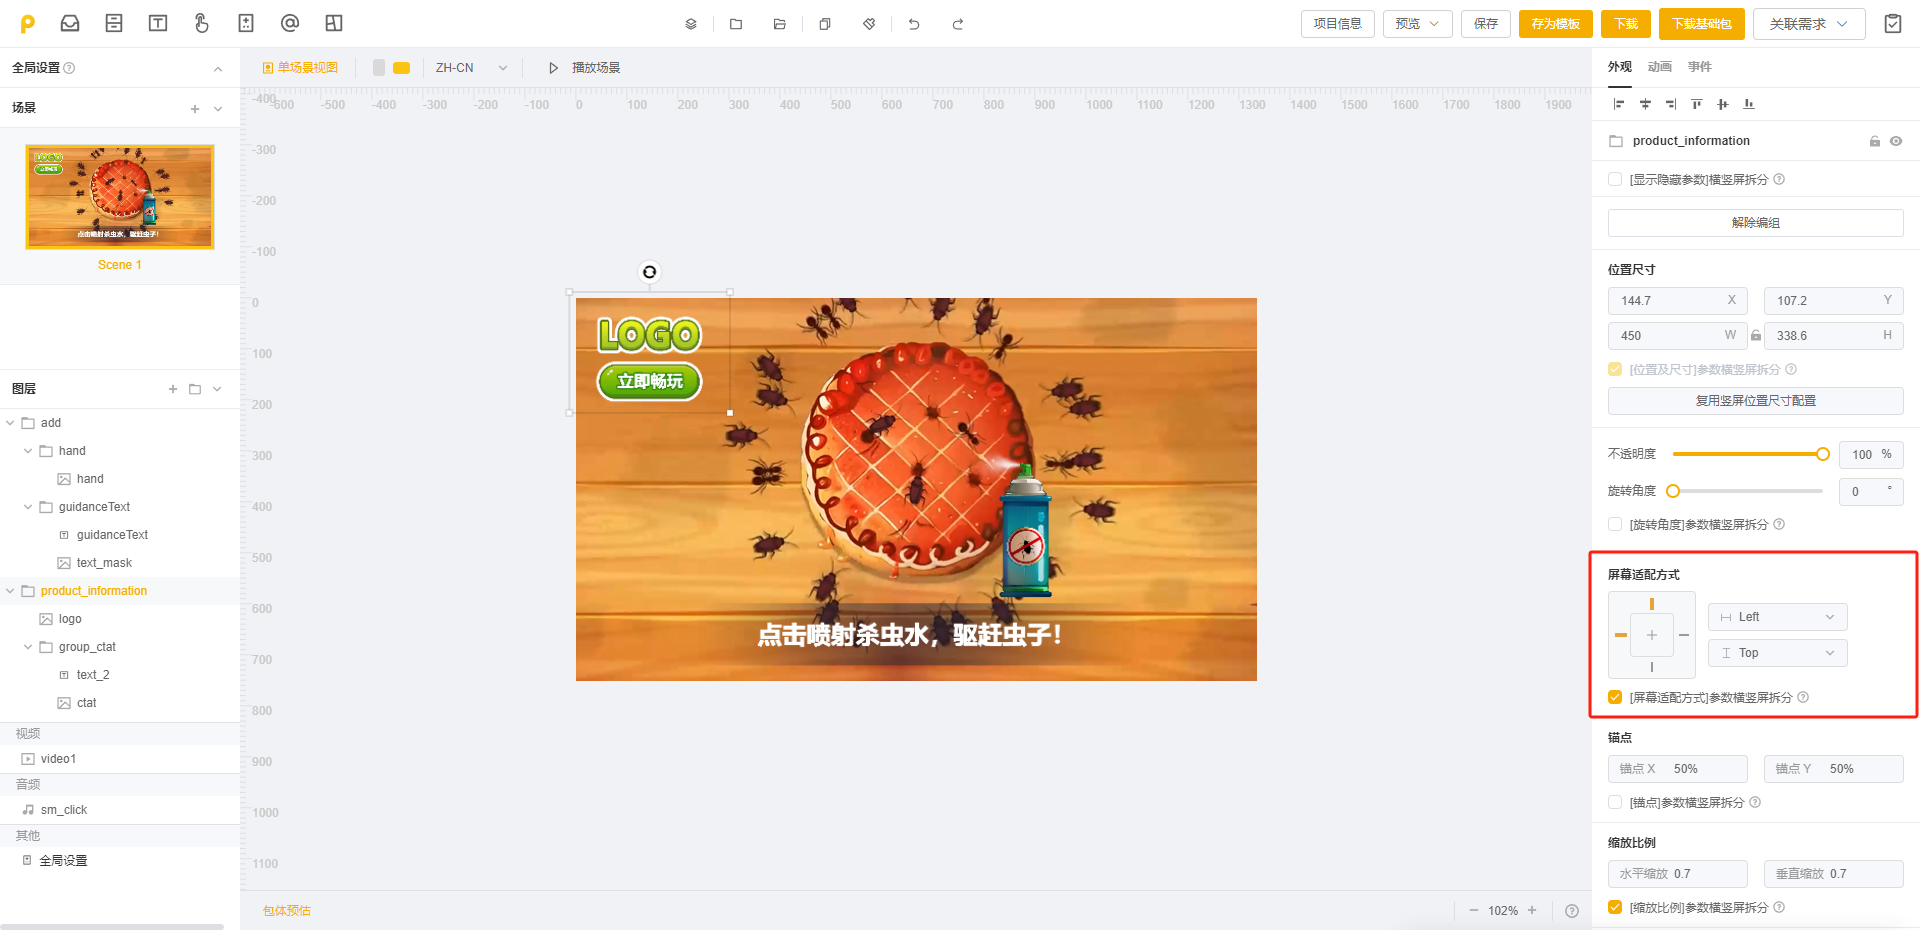 项目信息
预览
保存
存为模板
下载
下载基础包
关联需求
全局设置
单场景视图
ZH-CN
播放场景
外观 动画 事件
场景
-400
-600 -500 -400 -300 -200 -100 0 100 200 300 400 500 600 700 800 900 1000 1100 1200 1300 1400 1500 1600 1700 1800 1900
-300
-200
-100
0
100
200
300
400
500
600
700
800
900
1000
1100
LOGO
立即畅玩
点击喷射杀虫水，驱赶虫子！
Scene 1
LOGO
立即畅玩
点击喷射杀虫水，驱赶虫子！
图层
add
hand
hand
guidanceText
guidanceText
text_mask
product_information
logo
group_ctat
text_2
ctat
视频
video1
音频
sm_click
其他
全局设置
包体预估
102%
product_information
[显示隐藏参数]横竖屏拆分
解除编组
位置尺寸
144.7 X 107.2 Y
450 W 338.6 H
[位置及尺寸]参数横竖屏拆分
复用竖屏位置尺寸配置
不透明度 100 %
旋转角度 0 °
[旋转角度]参数横竖屏拆分
屏幕适配方式
Left
Top
[屏幕适配方式]参数横竖屏拆分
锚点
锚点 X 50% 锚点 Y 50%
[锚点]参数横竖屏拆分
缩放比例
水平缩放 0.7 垂直缩放 0.7
[缩放比例]参数横竖屏拆分